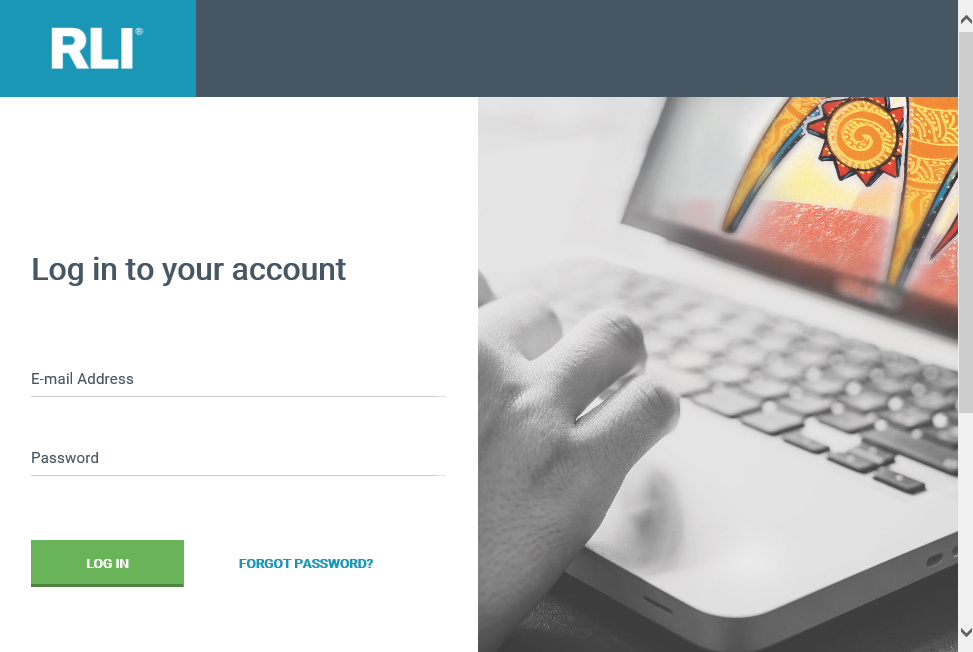 RLI®
Log in to your account
E-mail Address
Password
LOG IN
FORGOT PASSWORD?